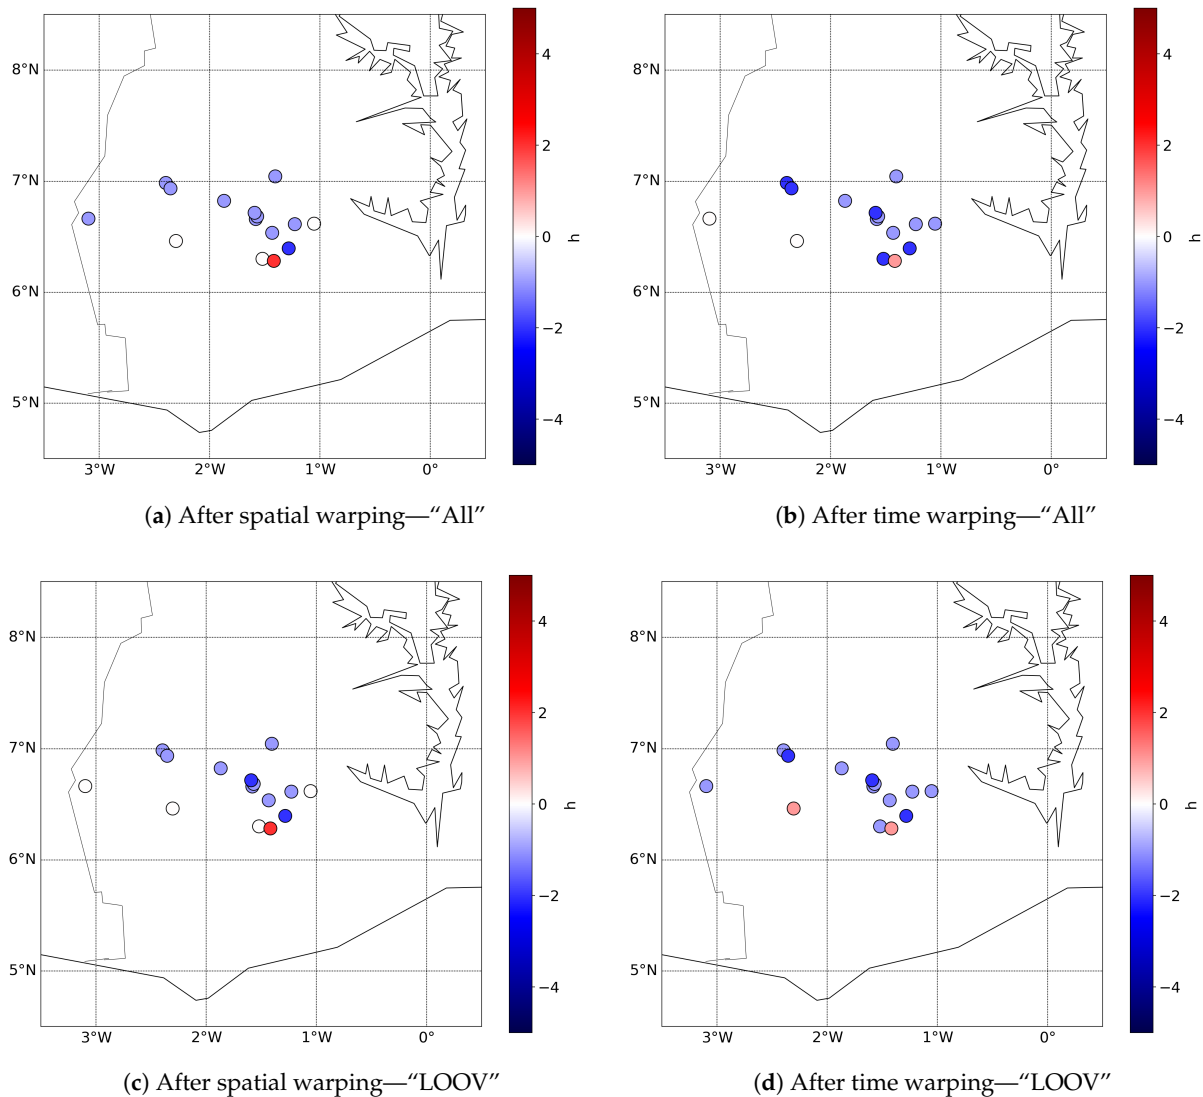 8°N
7°N
6°N
5°N
3°W 2°W 1°W 0°
4
2
0
−2
−4
h
(a) After spatial warping—“All”
8°N
7°N
6°N
5°N
3°W 2°W 1°W 0°
4
2
0
−2
−4
h
(b) After time warping—“All”
8°N
7°N
6°N
5°N
3°W 2°W 1°W 0°
4
2
0
−2
−4
h
(c) After spatial warping—“LOOV”
8°N
7°N
6°N
5°N
3°W 2°W 1°W 0°
4
2
0
−2
−4
h
(d) After time warping—“LOOV”